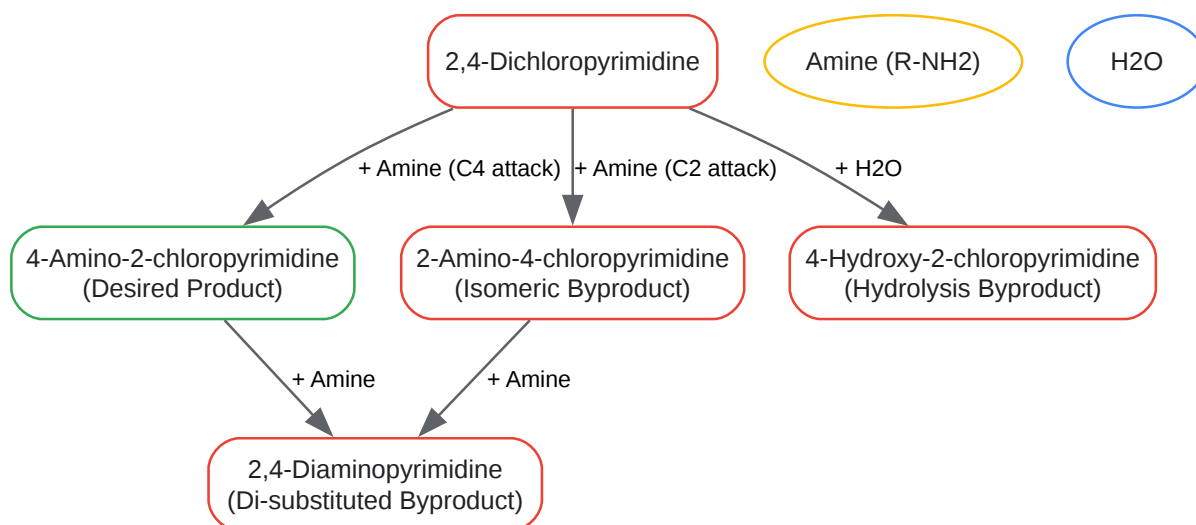 2,4-Dichloropyrimidine
Amine (R-NH2)
H2O
+ Amine (C4 attack)
+ Amine (C2 attack)
+ H2O
4-Amino-2-chloropyrimidine
(Desired Product)
2-Amino-4-chloropyrimidine
(Isomeric Byproduct)
4-Hydroxy-2-chloropyrimidine
(Hydrolysis Byproduct)
+ Amine
+ Amine
2,4-Diaminopyrimidine
(Di-substituted Byproduct)